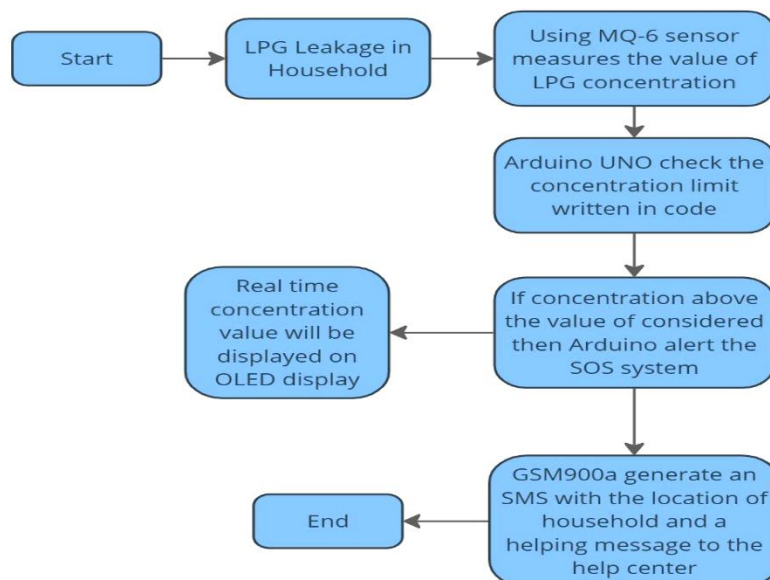 Start
LPG Leakage in
Household
Using MQ-6 sensor
measures the value of
LPG concentration
Arduino UNO check the
concentration limit
written in code
If concentration above
the value of considered
then Arduino alert the
SOS system
Real time
concentration
value will be
displayed on
OLED display
GSM900a generate an
SMS with the location of
household and a
helping message to the
help center
End